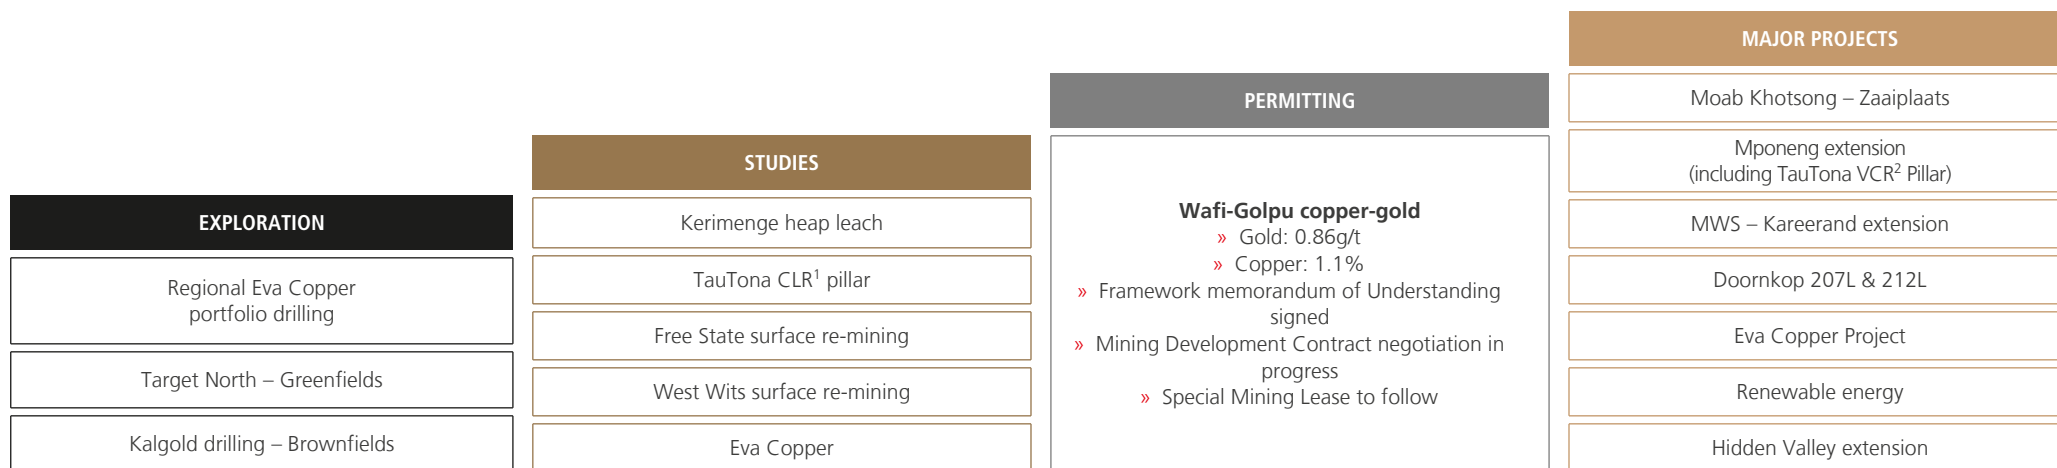 EXPLORATION
Regional Eva Copper
portfolio drilling
Target North – Greenfields
Kalgold drilling – Brownfields
STUDIES
Kerimenge heap leach
TauTona CLR¹ pillar
Free State surface re-mining
West Wits surface re-mining
Eva Copper
PERMITTING
Wafi-Golpu copper-gold
» Gold: 0.86g/t
» Copper: 1.1%
» Framework memorandum of Understanding
signed
» Mining Development Contract negotiation in
progress
» Special Mining Lease to follow
MAJOR PROJECTS
Moab Khotsong – Zaaiplaats
Mponeng extension
(including TauTona VCR² Pillar)
MWS – Kareerand extension
Doornkop 207L & 212L
Eva Copper Project
Renewable energy
Hidden Valley extension